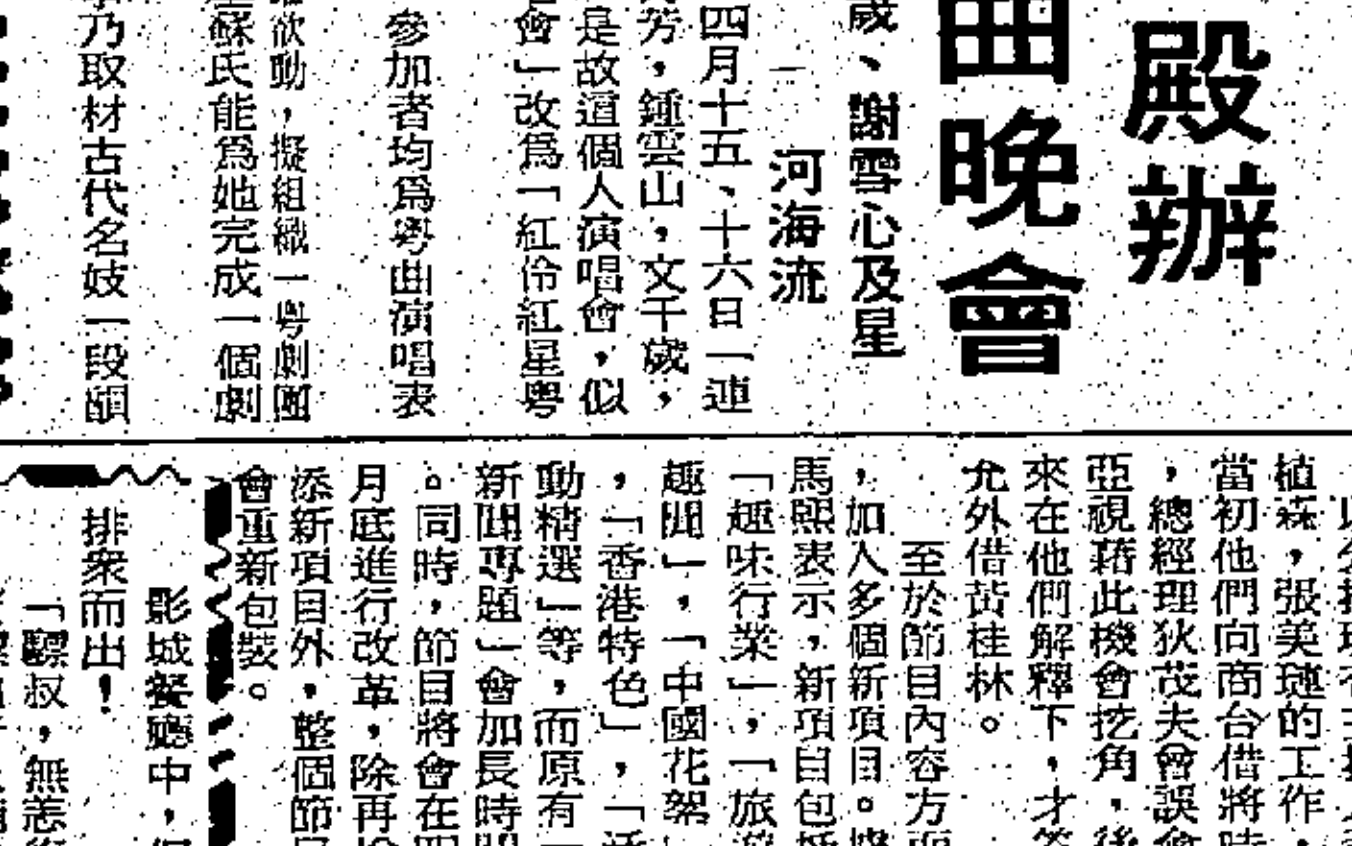 殿辦
曲晚會
歲、謝雪心及星
河海流
四月十五、十六日一連
芳，鍾雲山，文千歲，
是故這個人演唱會，似
會」改爲「紅伶紅星粵
參加者均爲粵曲演唱表
欲動，擬組織一粵劇團
蘇氏能爲她完成一個劇
乃取材古代名妓一段韻
植森，張美璉的工作，
當初他們向商台借將時
，總經理狄茂夫會誤會
亞視藉此機會挖角，後
來在他們解釋下，才答
允外借黃桂林。
至於節目內容方面
，加入多個新項目。據
馬熙表示，新項目包括
「趣味行業」，「旅遊
趣聞」，「中國花絮」
，「香港特色」，「活
動精選」等，而原有一
新聞專題」會加長時間
。同時，節目將會在四
月底進行改革，除再
添新項目外，整個節目
會重新包裝。
影城餐廳中，
排衆而出！
「驃叔，無恙